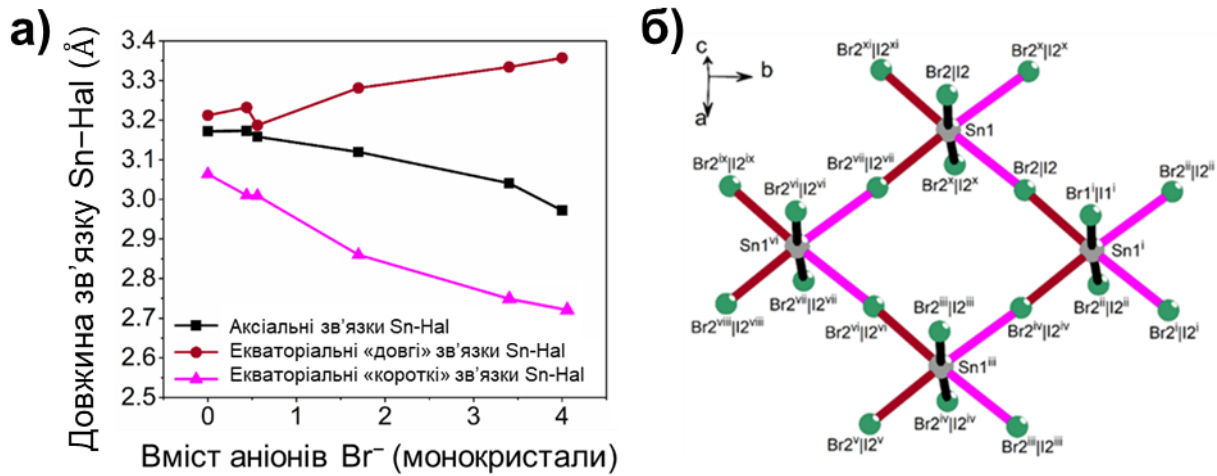 а)
Довжина зв’язку Sn–Hal (Å)
3.4
3.3
3.2
3.1
3.0
2.9
2.8
2.7
2.6
2.5
Аксіальні зв’язки Sn-Hal
Екваторіальні «довгі» зв’язки Sn-Hal
Екваторіальні «короткі» зв’язки Sn-Hal
0 1 2 3 4
Вміст аніонів Br⁻ (монокристали)
б)
c
b
a
Br2ˣⁱ|I2ˣⁱ
Br2|I2
Br2ˣ|I2ˣ
Sn1
Br2ⁱˣ|I2ⁱˣ
Br2ᵛⁱⁱ|I2ᵛⁱⁱ
Br2ˣ|I2ˣ
Br2|I2
Br2ⁱⁱ|I2ⁱⁱ
Br2ᵛⁱ|I2ᵛⁱ
Br1ⁱ|I1ⁱ
Sn1ᵛⁱ
Sn1ⁱ
Br2ᵛⁱⁱ|I2ᵛⁱⁱ
Br2ⁱⁱ|I2ⁱⁱ
Br2ᵛⁱⁱⁱ|I2ᵛⁱⁱⁱ
Br2ᵛⁱ|I2ᵛⁱ
Br2ⁱⁱⁱ|I2ⁱⁱⁱ
Br2ⁱᵛ|I2ⁱᵛ
Br2ⁱ|I2ⁱ
Sn1ⁱⁱⁱ
Br2ᵛ|I2ᵛ
Br2ⁱᵛ|I2ⁱᵛ
Br2ⁱⁱⁱ|I2ⁱⁱⁱ